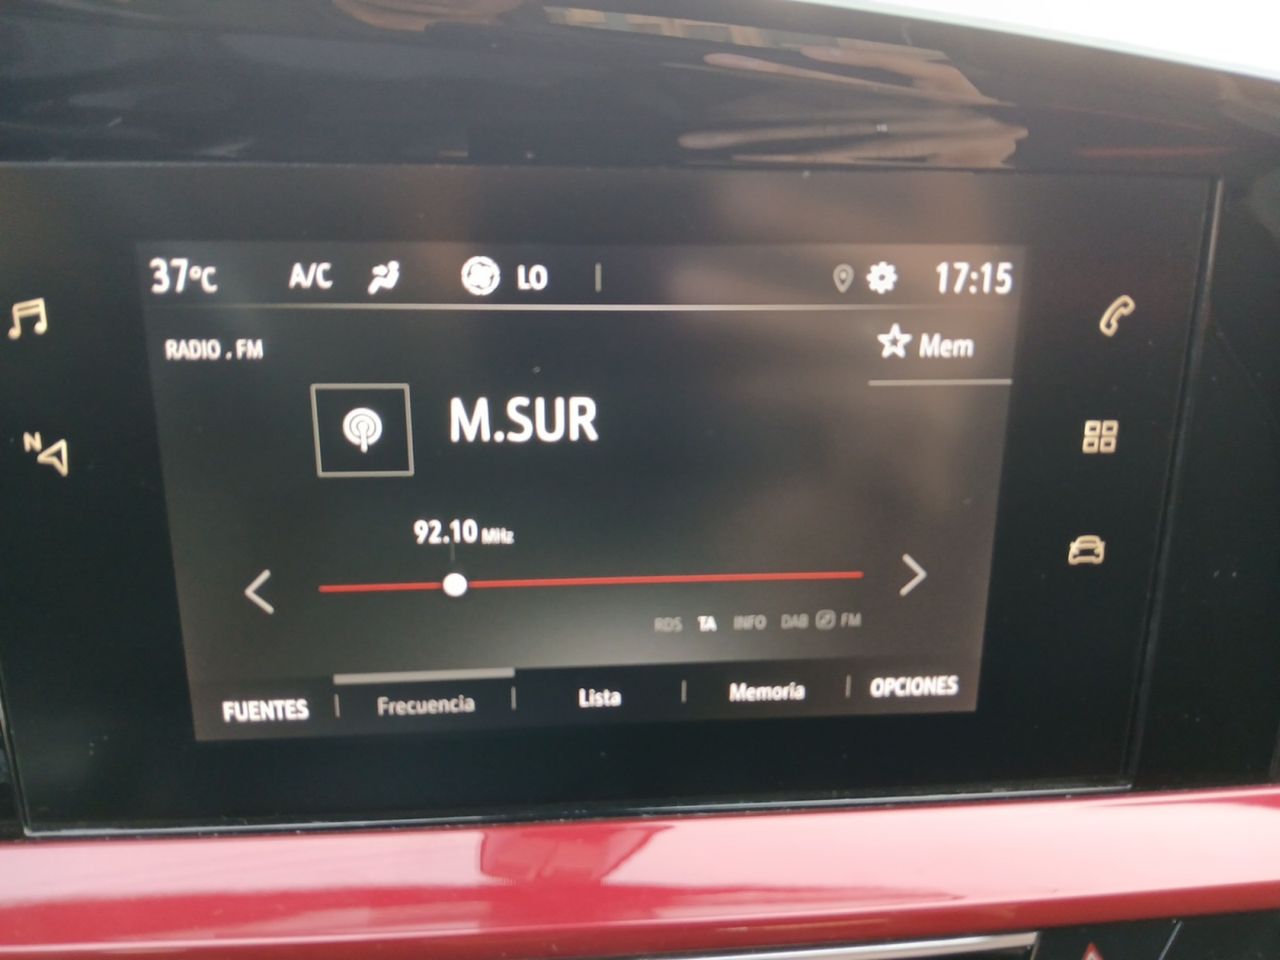 37°C A/C LO 17:15
RADIO . FM
Mem
M.SUR
92.10 MHz
RDS TA INFO DAB FM
FUENTES Frecuencia Lista Memoria OPCIONES
N